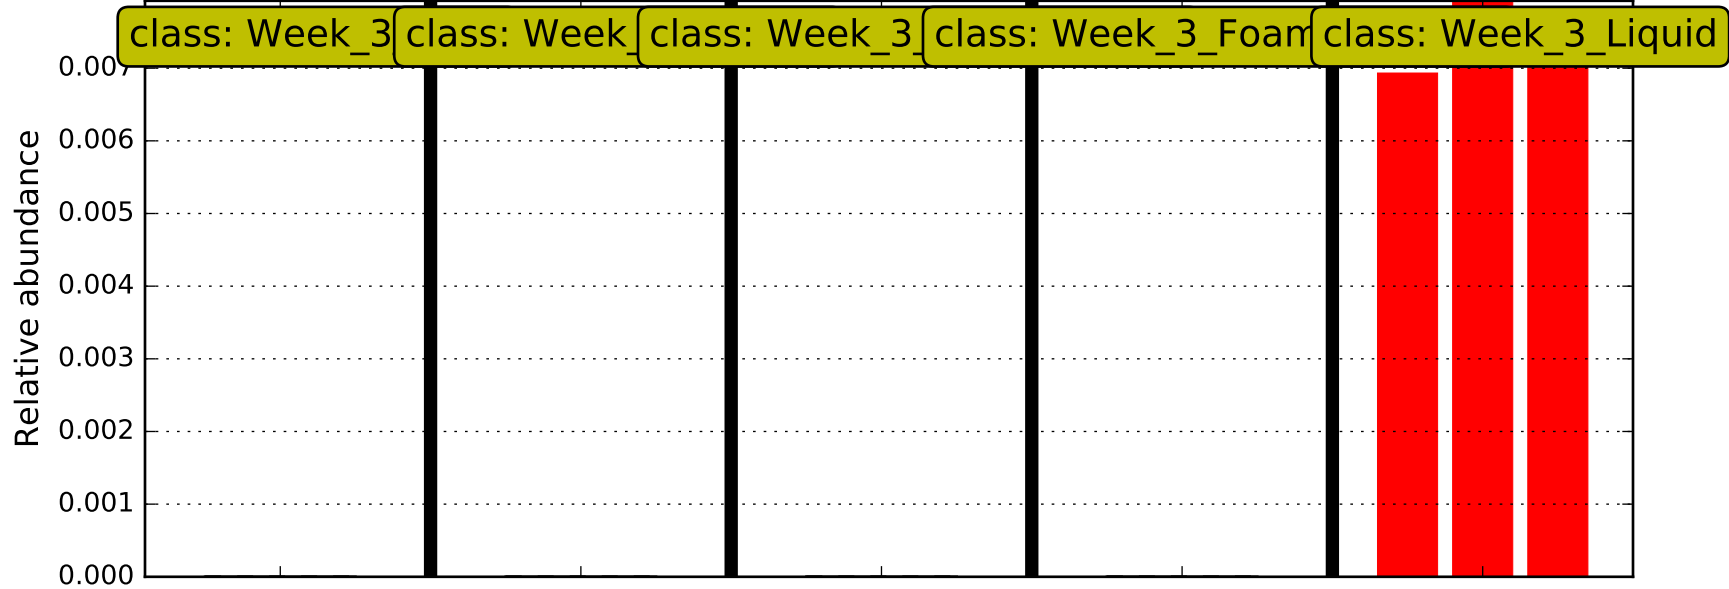 class: Week_3
class: Week_
class: Week_3_
class: Week_3_Foam
class: Week_3_Liquid
Relative abundance
0.007
0.006
0.005
0.004
0.003
0.002
0.001
0.000